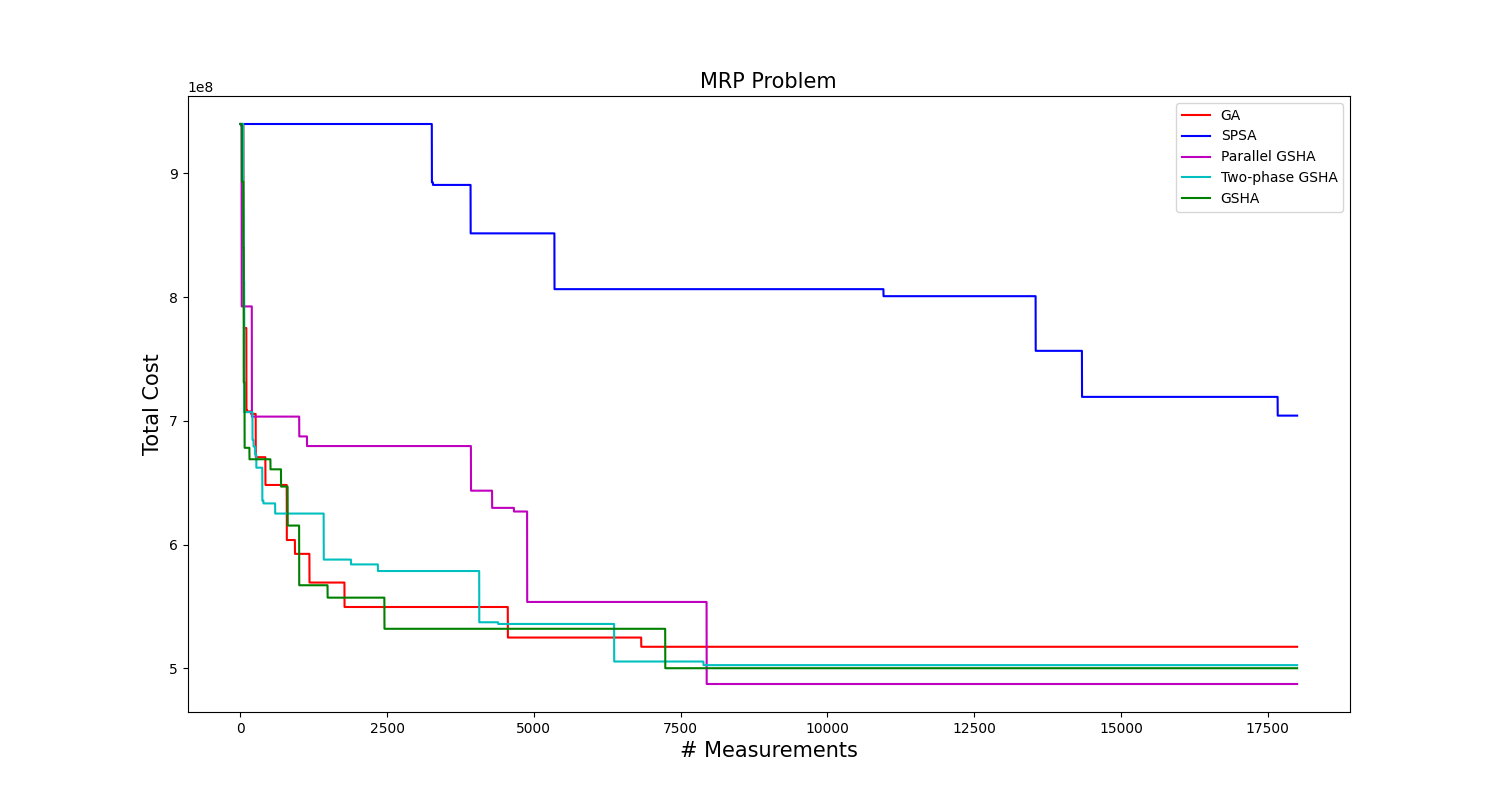 MRP Problem
1e8
GA
SPSA
Parallel GSHA
Two-phase GSHA
GSHA
9
8
7
6
5
Total Cost
0 2500 5000 7500 10000 12500 15000 17500
# Measurements